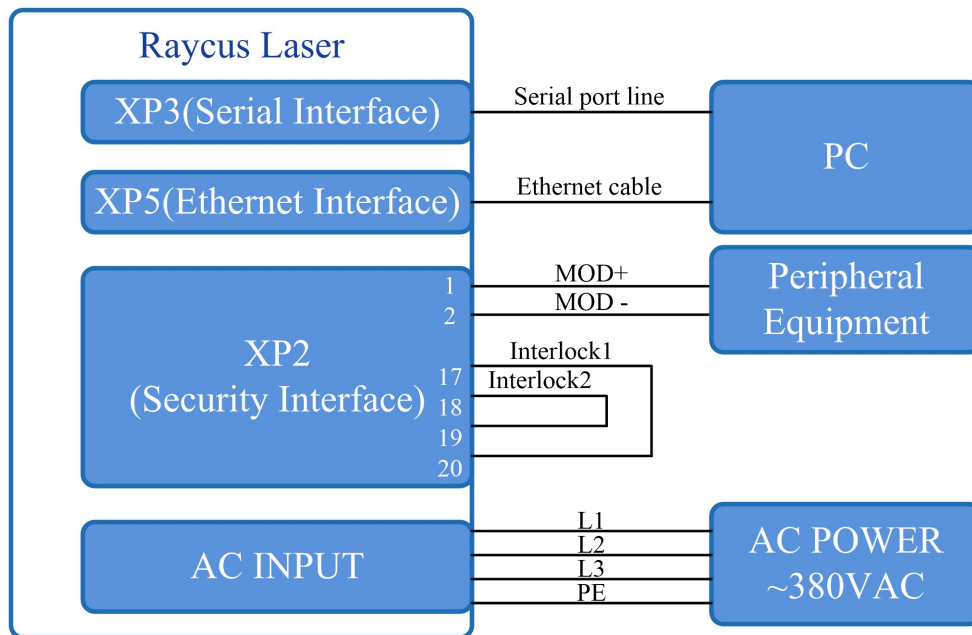 Raycus Laser
XP3(Serial Interface)
Serial port line
PC
XP5(Ethernet Interface)
Ethernet cable
1
MOD+
2
MOD -
Peripheral
Equipment
XP2
(Security Interface)
Interlock1
17
Interlock2
18
19
20
AC INPUT
L1
L2
L3
PE
AC POWER
~380VAC